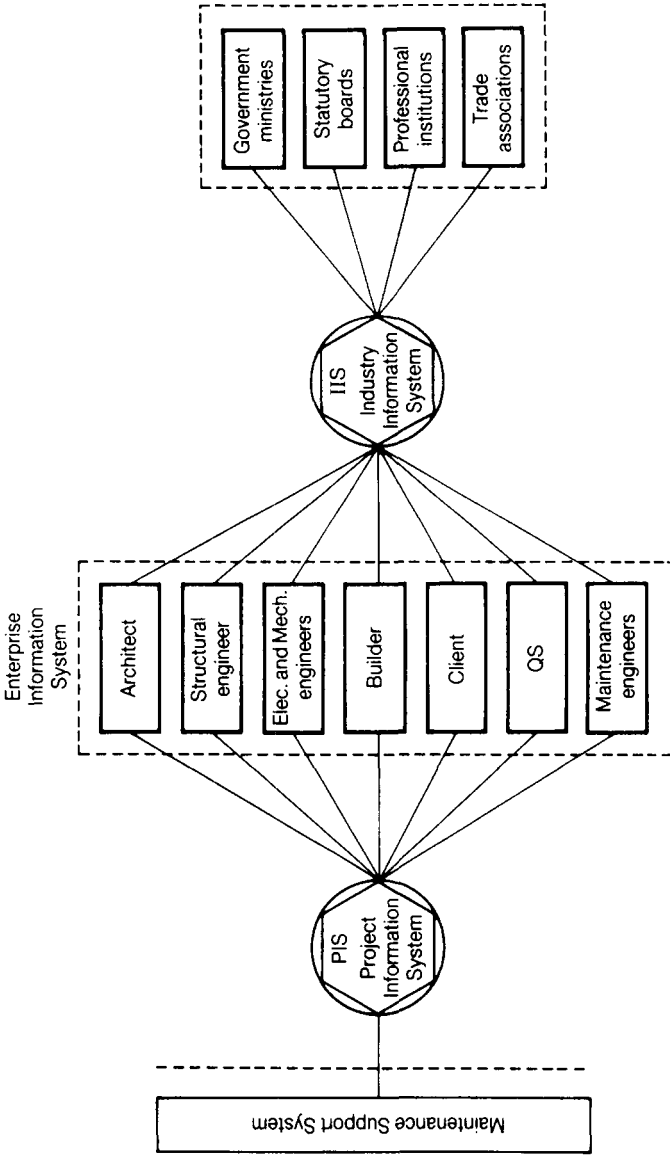 Enterprise
Information
System
Government
ministries
Statutory
boards
Professional
institutions
Trade
associations
IIS
Industry
Information
System
Architect
Structural
engineer
Elec. and Mech.
engineers
Builder
Client
QS
Maintenance
engineers
PIS
Project
Information
System
Maintenance Support System